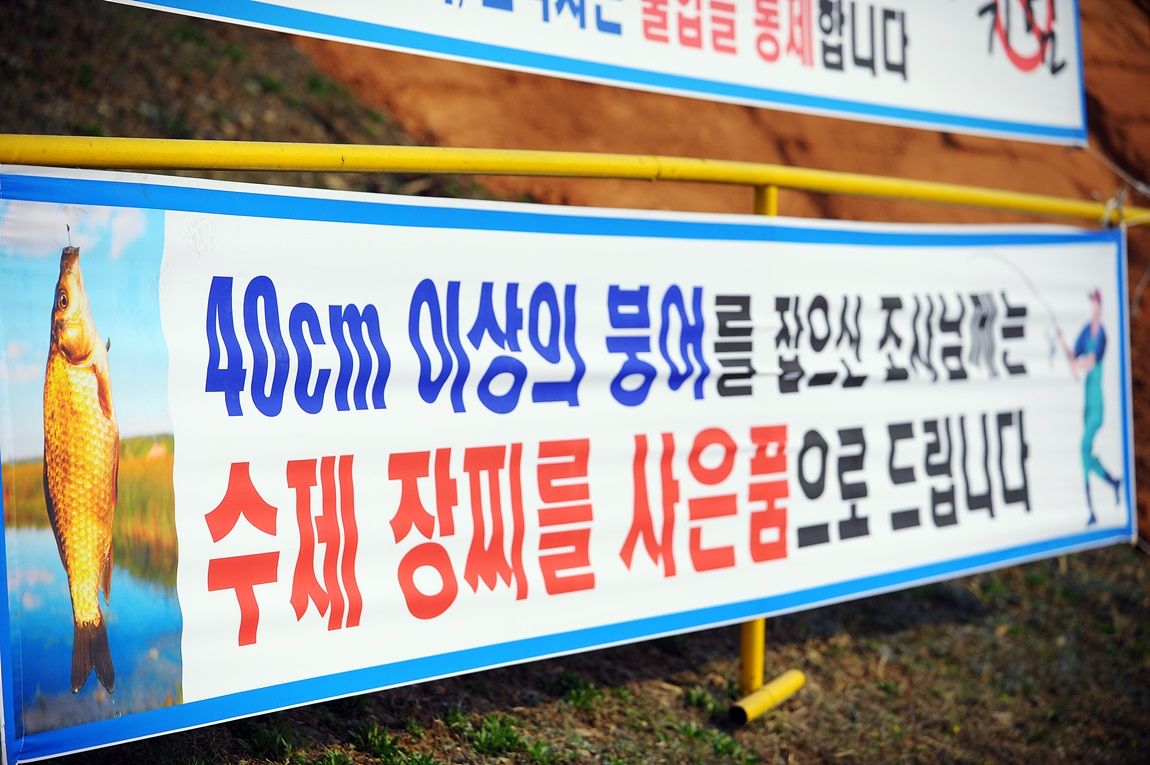 출입을 통제합니다
40cm 이상의 붕어를 잡으신 조사님께는
수제 장찌를 사은품으로 드립니다